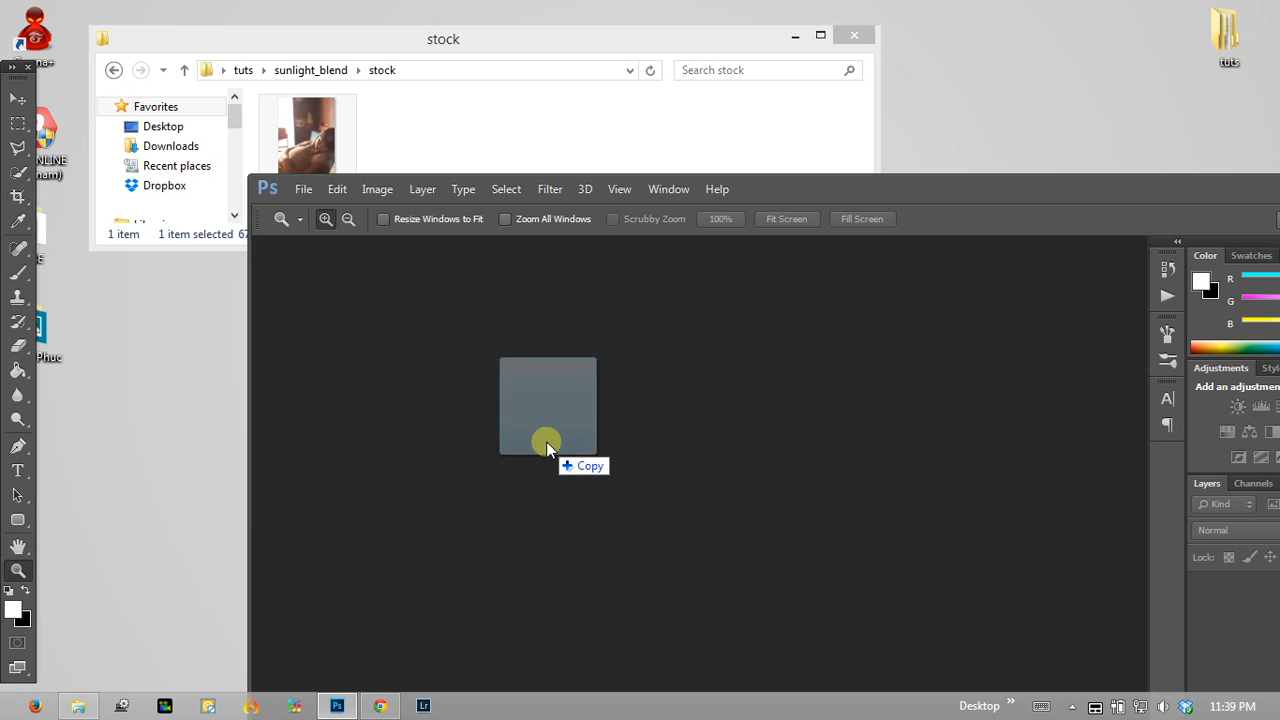 stock
tuts
tuts
sunlight_blend
stock
Search stock
Favorites
Desktop
Downloads
Recent places
Dropbox
1 item
1 item selected
Ps
File
Edit
Image
Layer
Type
Select
Filter
3D
View
Window
Help
Resize Windows to Fit
Zoom All Windows
Scrubby Zoom
100%
Fit Screen
Fill Screen
Copy
Color
Swatches
R
G
B
Adjustments
Add an adjustmen
Layers
Channels
Kind
Normal
Lock:
T
A
Phuc
Ps
Lr
Desktop
11:39 PM